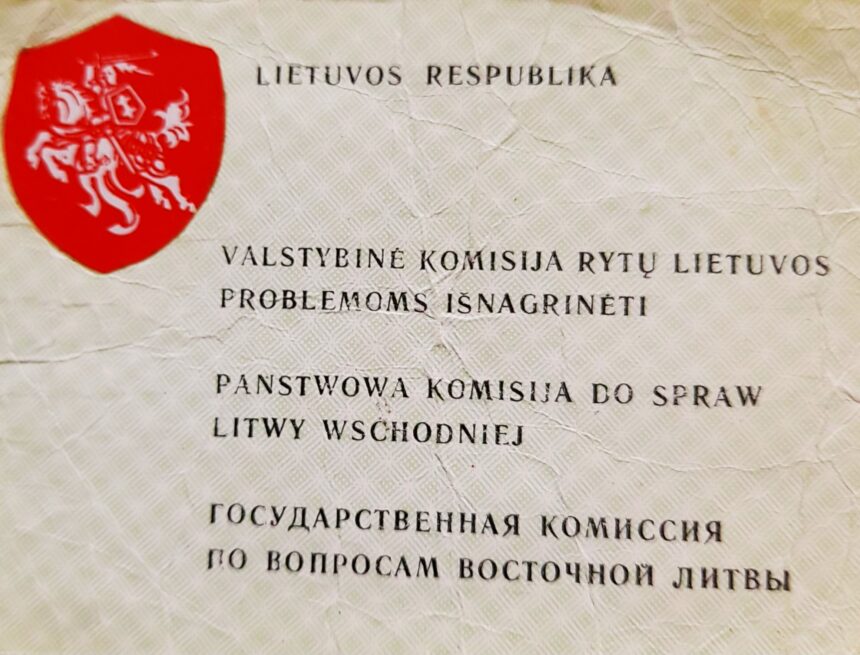 LIETUVOS RESPUBLIKA
VALSTYBINĖ KOMISIJA RYTŲ LIETUVOS
PROBLEMOMS IŠNAGRINĖTI
PANSTWOWA KOMISIJA DO SPRAW
LITWY WSCHODNIEJ
ГОСУДАРСТВЕННАЯ КОМИССИЯ
ПО ВОПРОСАМ ВОСТОЧНОЙ ЛИТВЫ